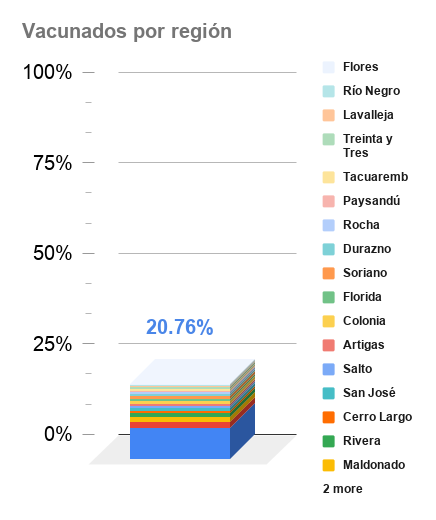 Vacunados por región
100%
75%
50%
25%
0%
20.76%
Flores
Río Negro
Lavalleja
Treinta y
Tres
Tacuaremb
Paysandú
Rocha
Durazno
Soriano
Florida
Colonia
Artigas
Salto
San José
Cerro Largo
Rivera
Maldonado
2 more